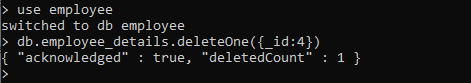 > use employee
switched to db employee
> db.employee_details.deleteOne({_id:4})
{ "acknowledged" : true, "deletedCount" : 1 }
>